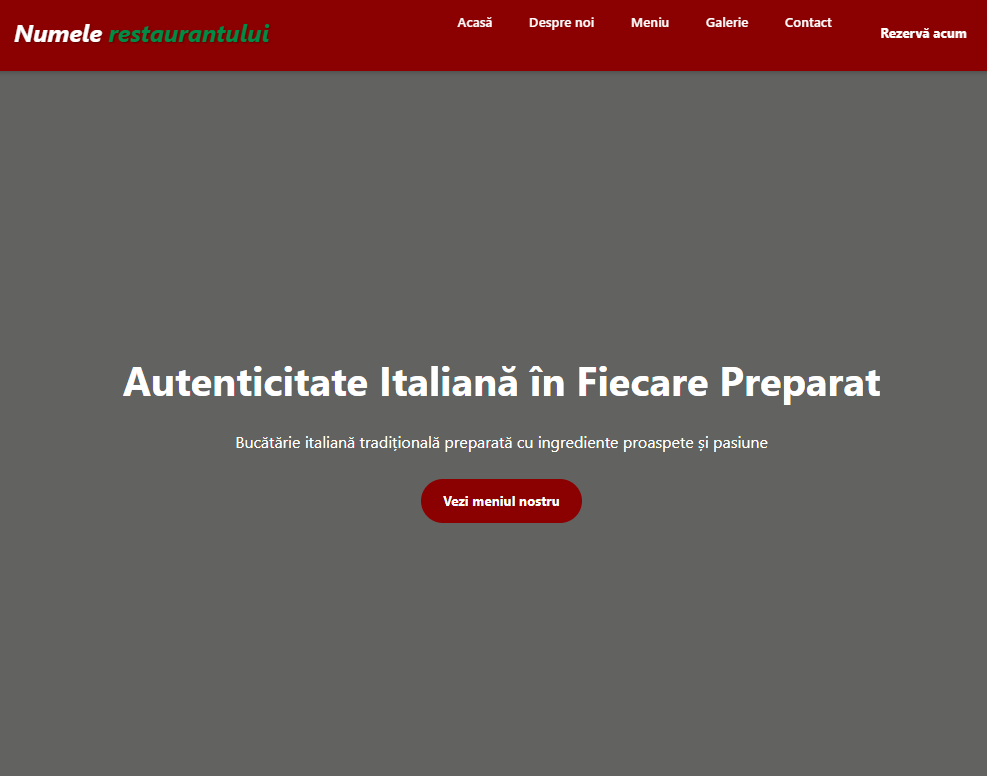 Numele restaurantului
Acasă Despre noi Meniu Galerie Contact Rezervă acum
Autenticitate Italiană în Fiecare Preparat
Bucătărie italiană tradițională preparată cu ingrediente proaspete și pasiune
Vezi meniul nostru